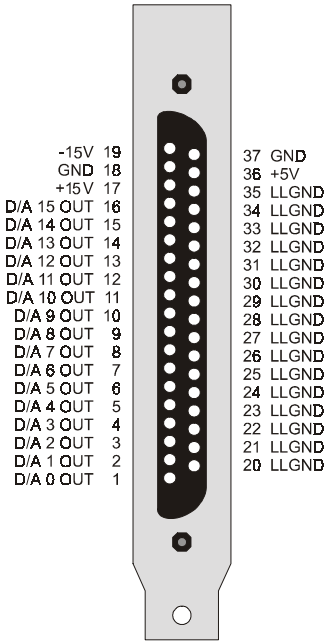 -15V 19
GND 18
+15V 17
D/A 15 OUT 16
D/A 14 OUT 15
D/A 13 OUT 14
D/A 12 OUT 13
D/A 11 OUT 12
D/A 10 OUT 11
D/A 9 OUT 10
D/A 8 OUT 9
D/A 7 OUT 8
D/A 6 OUT 7
D/A 5 OUT 6
D/A 4 OUT 5
D/A 3 OUT 4
D/A 2 OUT 3
D/A 1 OUT 2
D/A 0 OUT 1
37 GND
36 +5V
35 LLGND
34 LLGND
33 LLGND
32 LLGND
31 LLGND
30 LLGND
29 LLGND
28 LLGND
27 LLGND
26 LLGND
25 LLGND
24 LLGND
23 LLGND
22 LLGND
21 LLGND
20 LLGND